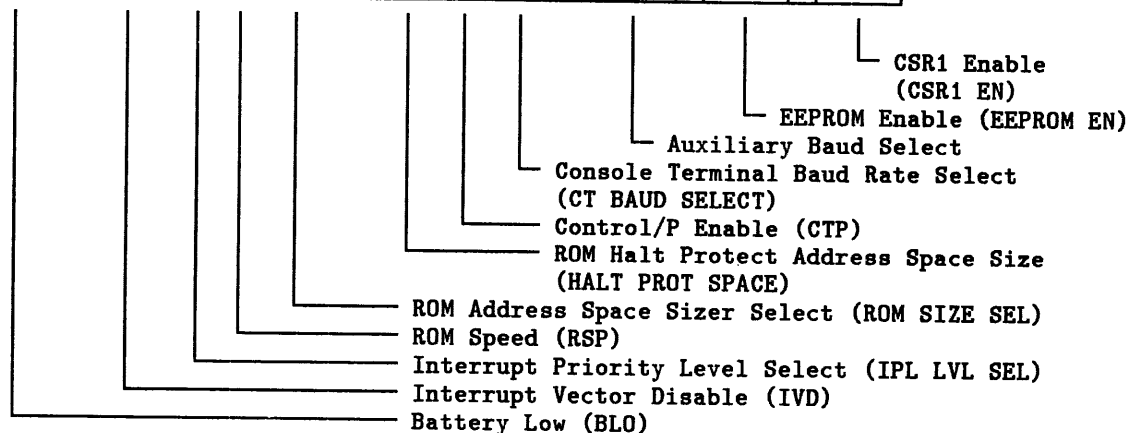 CSR1 Enable
(CSR1 EN)
EEPROM Enable (EEPROM EN)
Auxiliary Baud Select
Console Terminal Baud Rate Select
(CT BAUD SELECT)
Control/P Enable (CTP)
ROM Halt Protect Address Space Size
(HALT PROT SPACE)
ROM Address Space Sizer Select (ROM SIZE SEL)
ROM Speed (RSP)
Interrupt Priority Level Select (IPL LVL SEL)
Interrupt Vector Disable (IVD)
Battery Low (BLO)